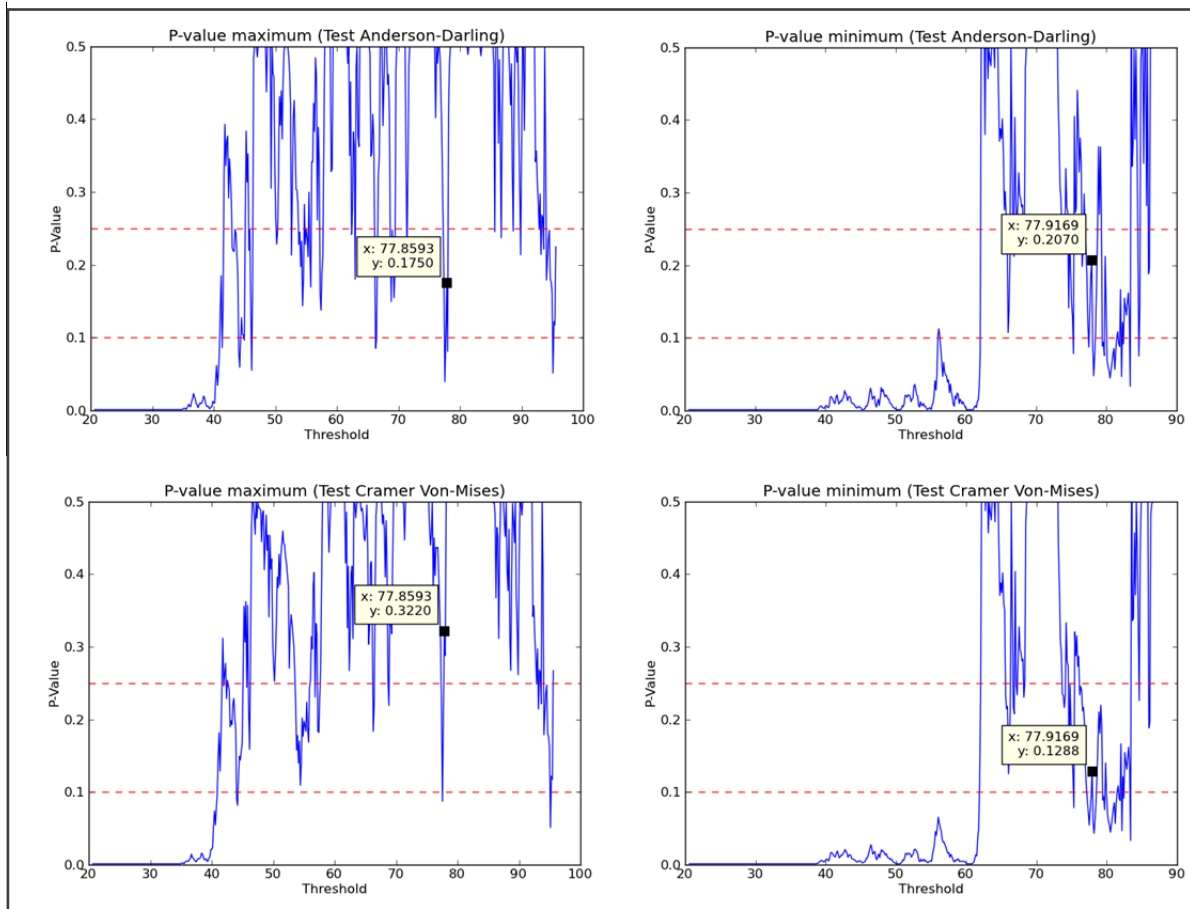 P-value maximum (Test Anderson-Darling)
0.5
0.4
0.3
0.2
0.1
0.0
P-Value
x: 77.8593
y: 0.1750
20 30 40 50 60 70 80 90 100
Threshold
P-value minimum (Test Anderson-Darling)
0.5
0.4
0.3
0.2
0.1
0.0
P-Value
x: 77.9169
y: 0.2070
20 30 40 50 60 70 80 90
Threshold
P-value maximum (Test Cramer Von-Mises)
0.5
0.4
0.3
0.2
0.1
0.0
P-Value
x: 77.8593
y: 0.3220
20 30 40 50 60 70 80 90 100
Threshold
P-value minimum (Test Cramer Von-Mises)
0.5
0.4
0.3
0.2
0.1
0.0
P-Value
x: 77.9169
y: 0.1288
20 30 40 50 60 70 80 90
Threshold